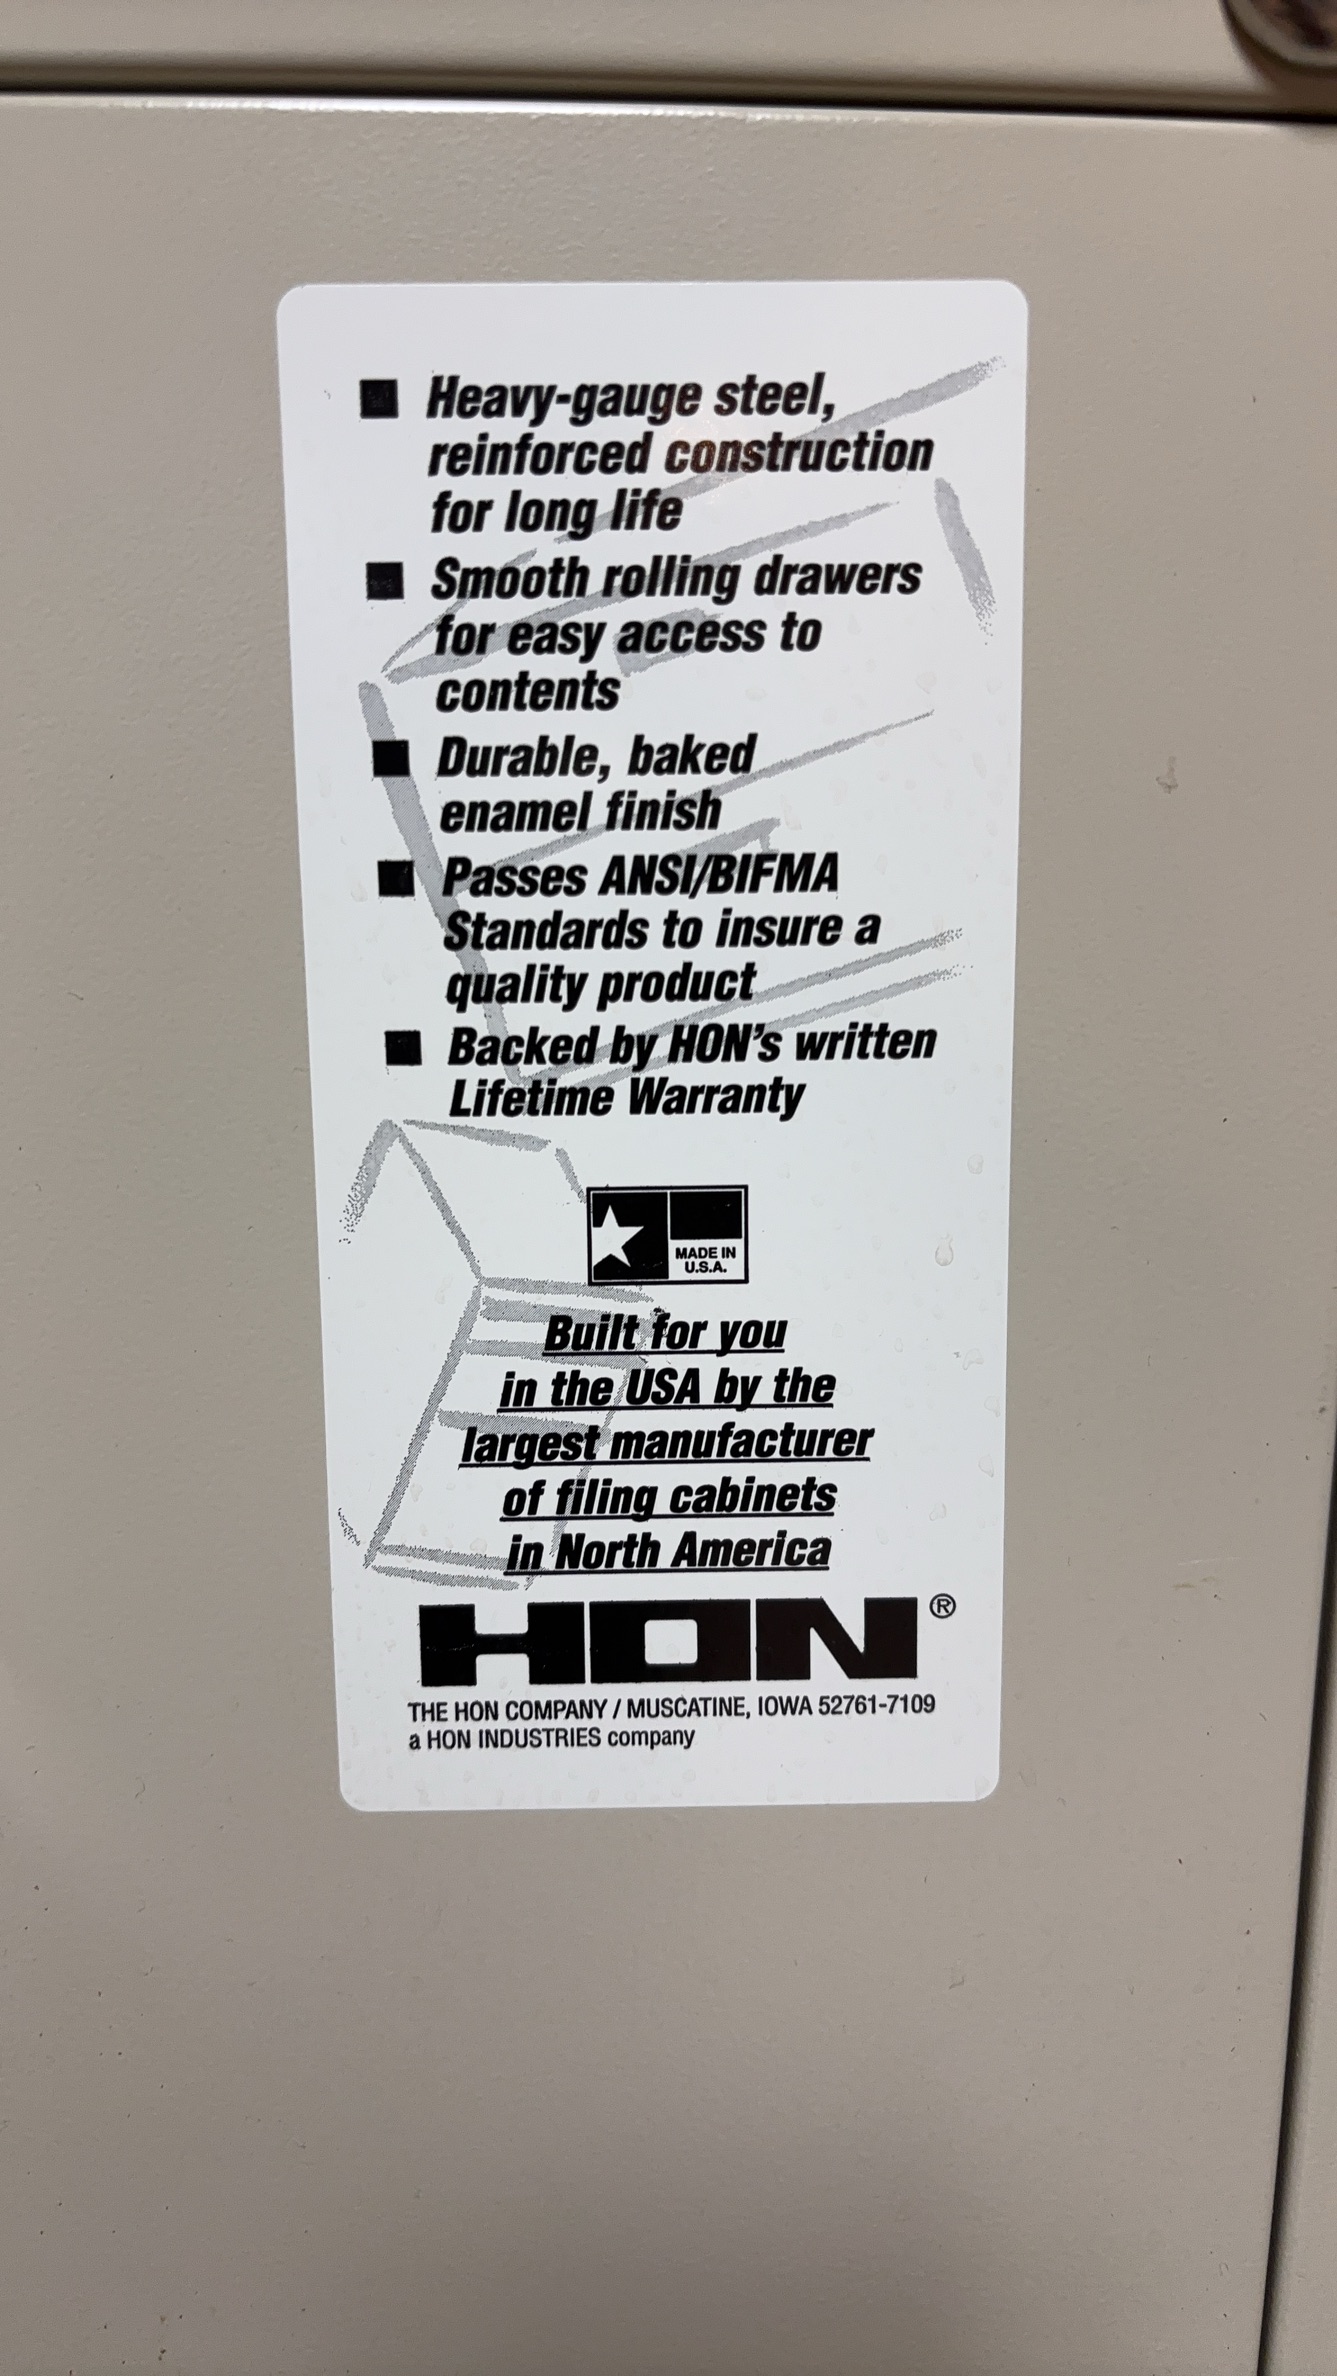 ■ Heavy-gauge steel,
reinforced construction
for long life
■ Smooth rolling drawers
for easy access to
contents
■ Durable, baked
enamel finish
■ Passes ANSI/BIFMA
Standards to insure a
quality product
■ Backed by HON's written
Lifetime Warranty
MADE IN
U.S.A.
Built for you
in the USA by the
largest manufacturer
of filing cabinets
in North America
HON®
THE HON COMPANY / MUSCATINE, IOWA 52761-7109
a HON INDUSTRIES company